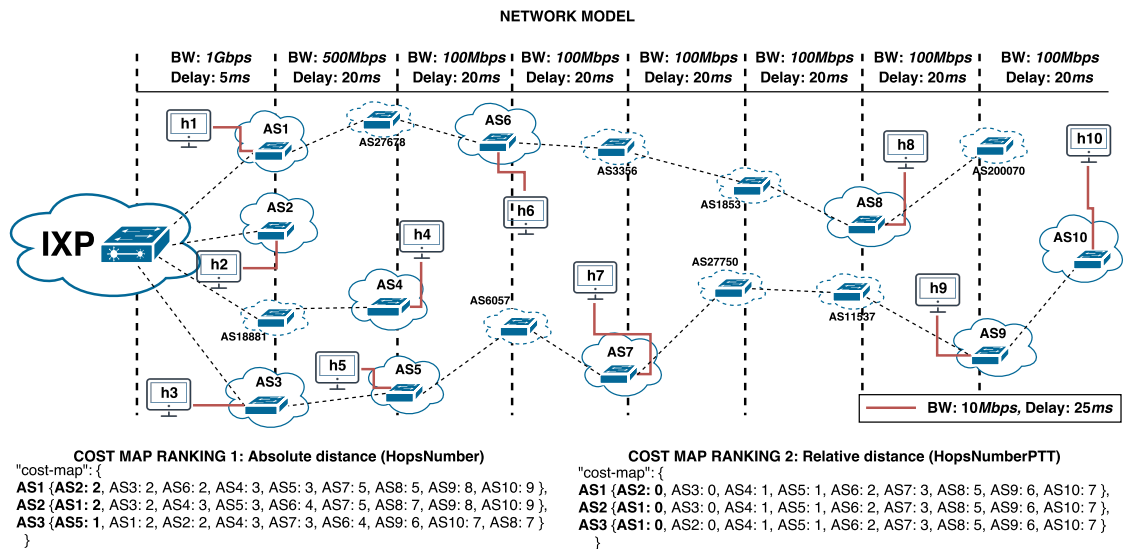 NETWORK MODEL
BW: 1Gbps BW: 500Mbps BW: 100Mbps BW: 100Mbps BW: 100Mbps BW: 100Mbps BW: 100Mbps BW: 100Mbps
Delay: 5ms Delay: 20ms Delay: 20ms Delay: 20ms Delay: 20ms Delay: 20ms Delay: 20ms Delay: 20ms
h1
AS1
AS27678
AS6
AS3356
h8
AS200070
h10
AS1853
AS2
h6
h4
AS8
IXP
h2
AS10
AS27750
h7
AS4
AS6057
h9
AS18881
AS11537
AS9
h5
AS7
AS3
AS5
h3
BW: 10Mbps, Delay: 25ms
COST MAP RANKING 1: Absolute distance (HopsNumber)
"cost-map": {
AS1 {AS2: 2, AS3: 2, AS6: 2, AS4: 3, AS5: 3, AS7: 5, AS8: 5, AS9: 8, AS10: 9 },
AS2 {AS1: 2, AS3: 2, AS4: 3, AS5: 3, AS6: 4, AS7: 5, AS8: 7, AS9: 8, AS10: 9 },
AS3 {AS5: 1, AS1: 2, AS2: 2, AS4: 3, AS7: 3, AS6: 4, AS9: 6, AS10: 7, AS8: 7 }
}
COST MAP RANKING 2: Relative distance (HopsNumberPTT)
"cost-map": {
AS1 {AS2: 0, AS3: 0, AS4: 1, AS5: 1, AS6: 2, AS7: 3, AS8: 5, AS9: 6, AS10: 7 },
AS2 {AS1: 0, AS3: 0, AS4: 1, AS5: 1, AS6: 2, AS7: 3, AS8: 5, AS9: 6, AS10: 7 },
AS3 {AS1: 0, AS2: 0, AS4: 1, AS5: 1, AS6: 2, AS7: 3, AS8: 5, AS9: 6, AS10: 7 }
}